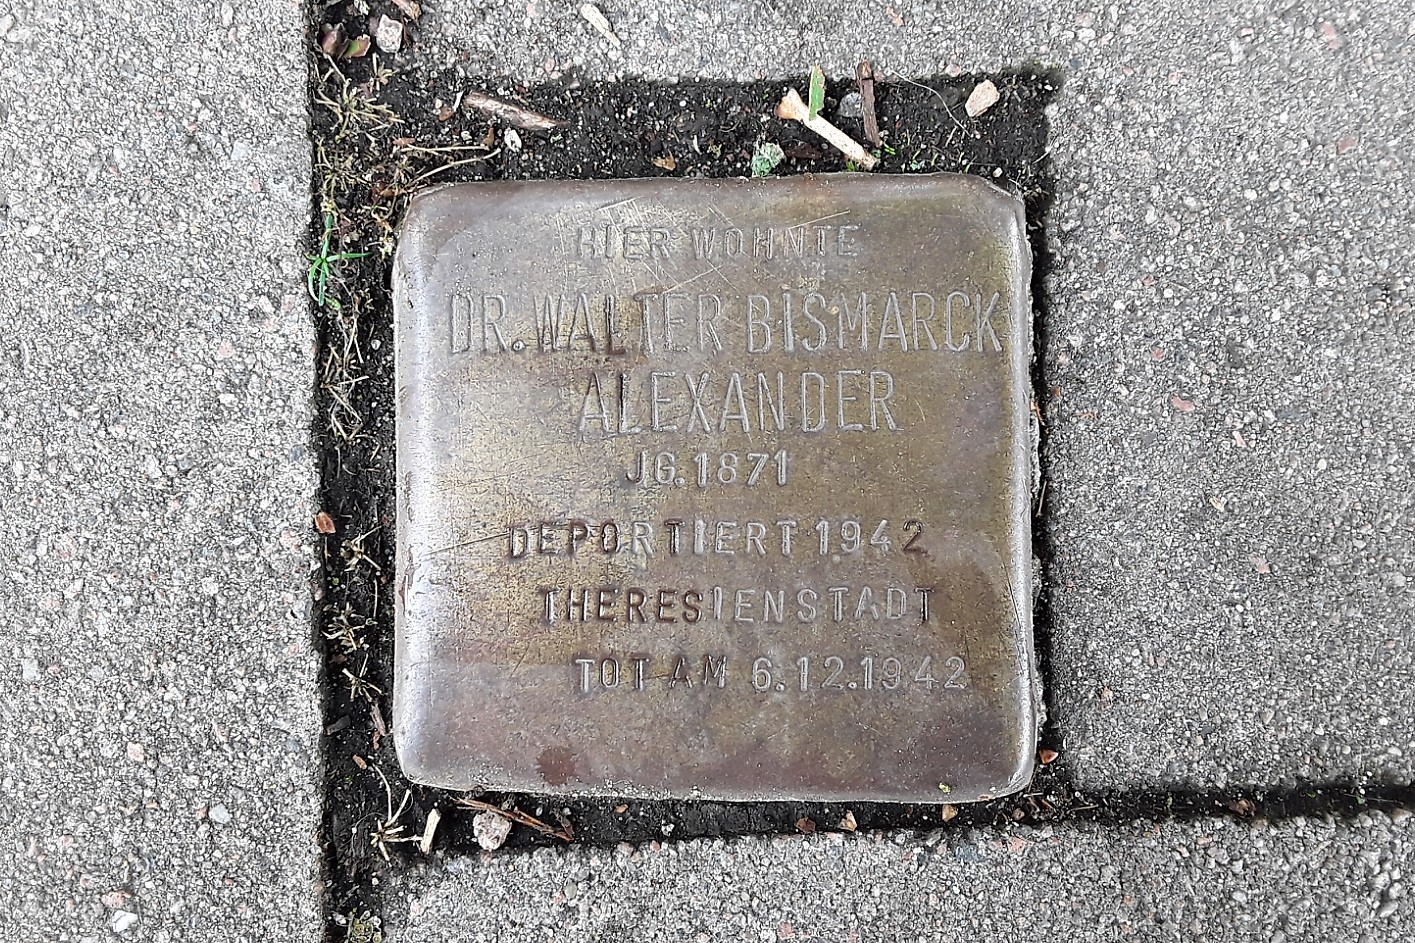 HIER WOHNTE
DR. WALTER BISMARCK
ALEXANDER
JG. 1871
DEPORTIERT 1942
THERESIENSTADT
TOT AM 6.12.1942